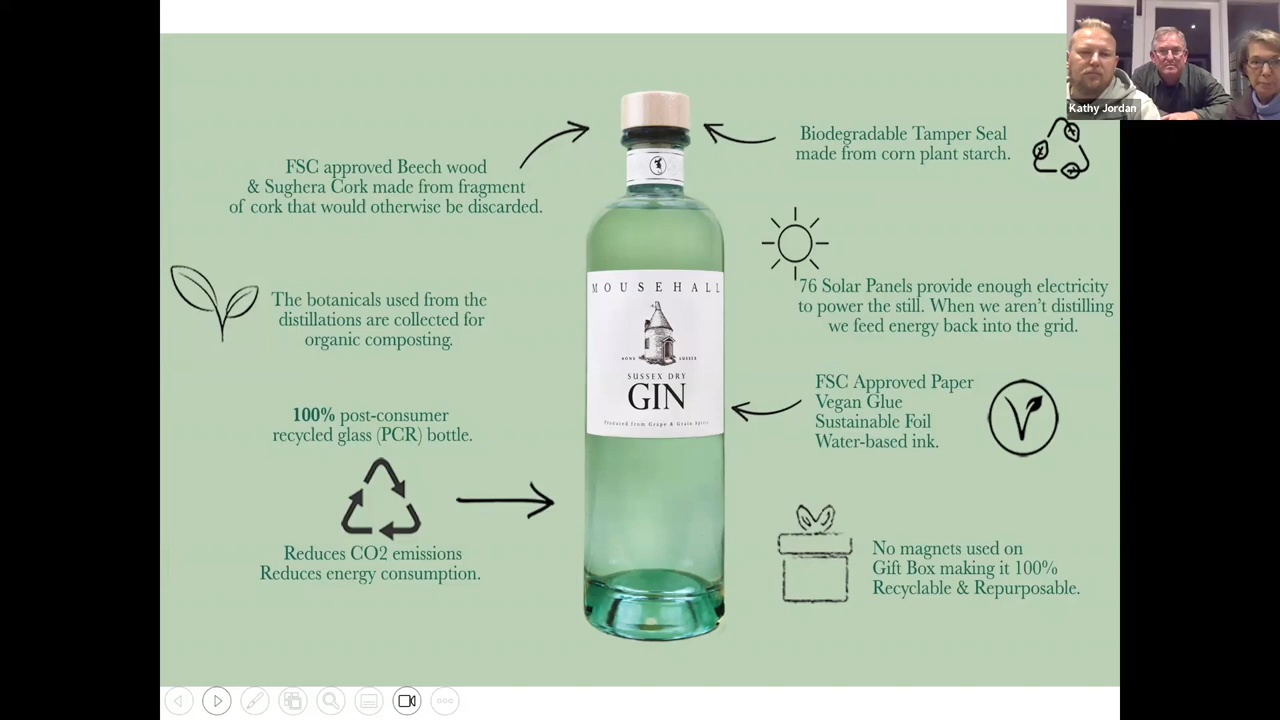 Kathy Jordan
FSC approved Beech wood
& Sughera Cork made from fragment
of cork that would otherwise be discarded.
Biodegradable Tamper Seal
made from corn plant starch.
The botanicals used from the
distillations are collected for
organic composting.
76 Solar Panels provide enough electricity
to power the still. When we aren't distilling
we feed energy back into the grid.
MOUSEHALL
SUSSEX DRY
GIN
Produced from Grape & Grain Spirit
100% post-consumer
recycled glass (PCR) bottle.
FSC Approved Paper
Vegan Glue
Sustainable Foil
Water-based ink.
Reduces CO2 emissions
Reduces energy consumption.
No magnets used on
Gift Box making it 100%
Recyclable & Repurposable.